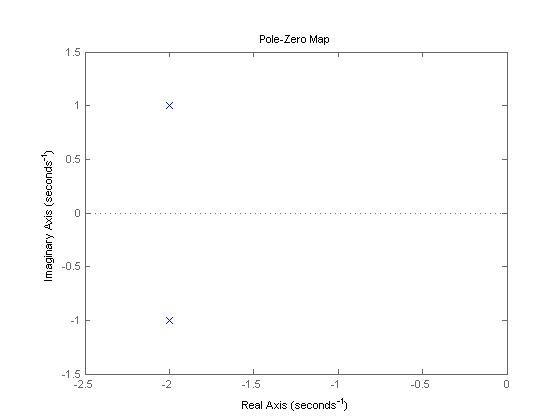 Pole-Zero Map
1.5
1
0.5
0
-0.5
-1
-1.5
Imaginary Axis (seconds⁻¹)
-2.5 -2 -1.5 -1 -0.5 0
Real Axis (seconds⁻¹)